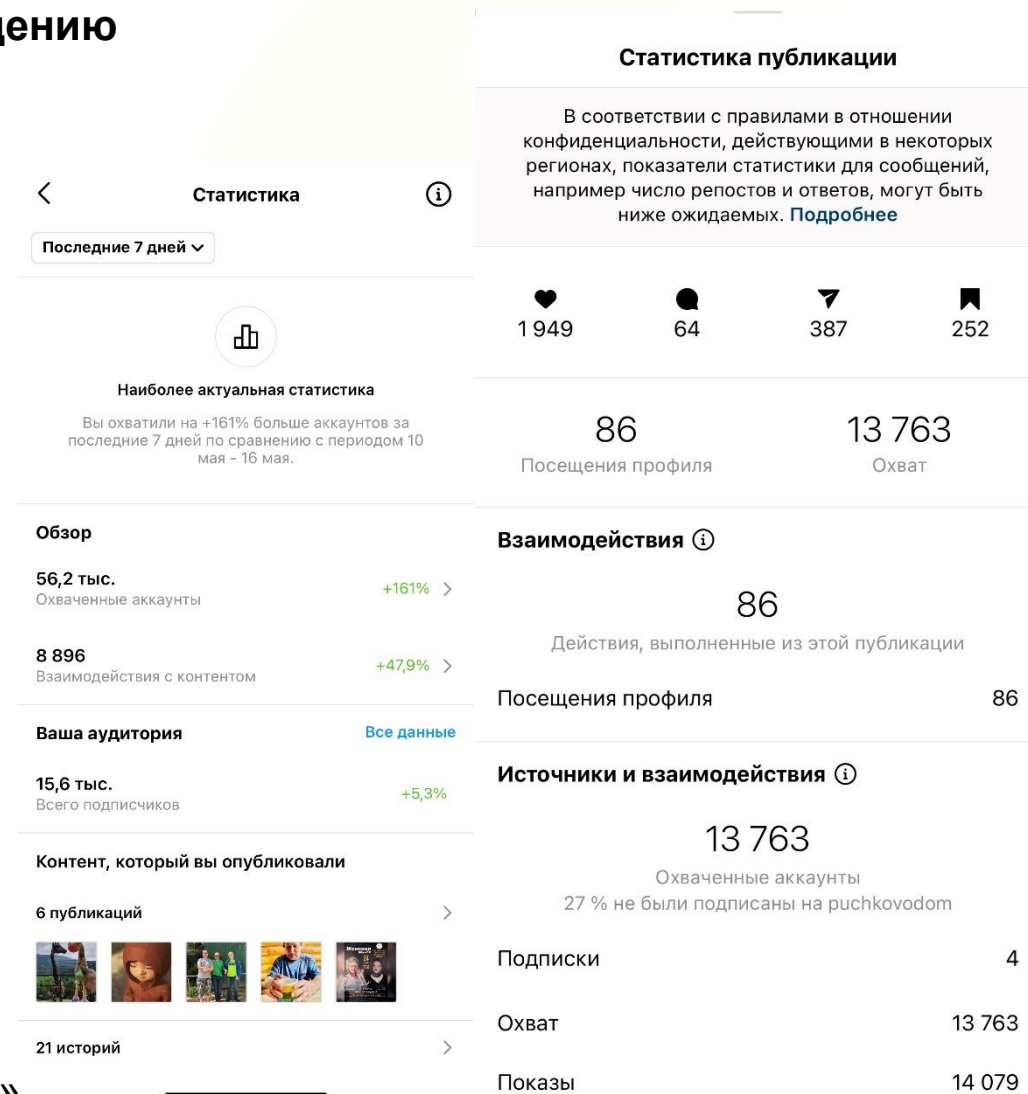 дению
Статистика
Последние 7 дней
Наиболее актуальная статистика
Вы охватили на +161% больше аккаунтов за
последние 7 дней по сравнению с периодом 10
мая - 16 мая.
Обзор
56,2 тыс.
Охваченные аккаунты
+161%
8 896
Взаимодействия с контентом
+47,9%
Ваша аудитория
Все данные
15,6 тыс.
Всего подписчиков
+5,3%
Контент, который вы опубликовали
6 публикаций
21 историй
»
Статистика публикации
В соответствии с правилами в отношении
конфиденциальности, действующими в некоторых
регионах, показатели статистики для сообщений,
например число репостов и ответов, могут быть
ниже ожидаемых. Подробнее
1 949 64 387 252
86 13 763
Посещения профиля Охват
Взаимодействия
86
Действия, выполненные из этой публикации
Посещения профиля 86
Источники и взаимодействия
13 763
Охваченные аккаунты
27 % не были подписаны на puchkovodom
Подписки 4
Охват 13 763
Показы 14 079